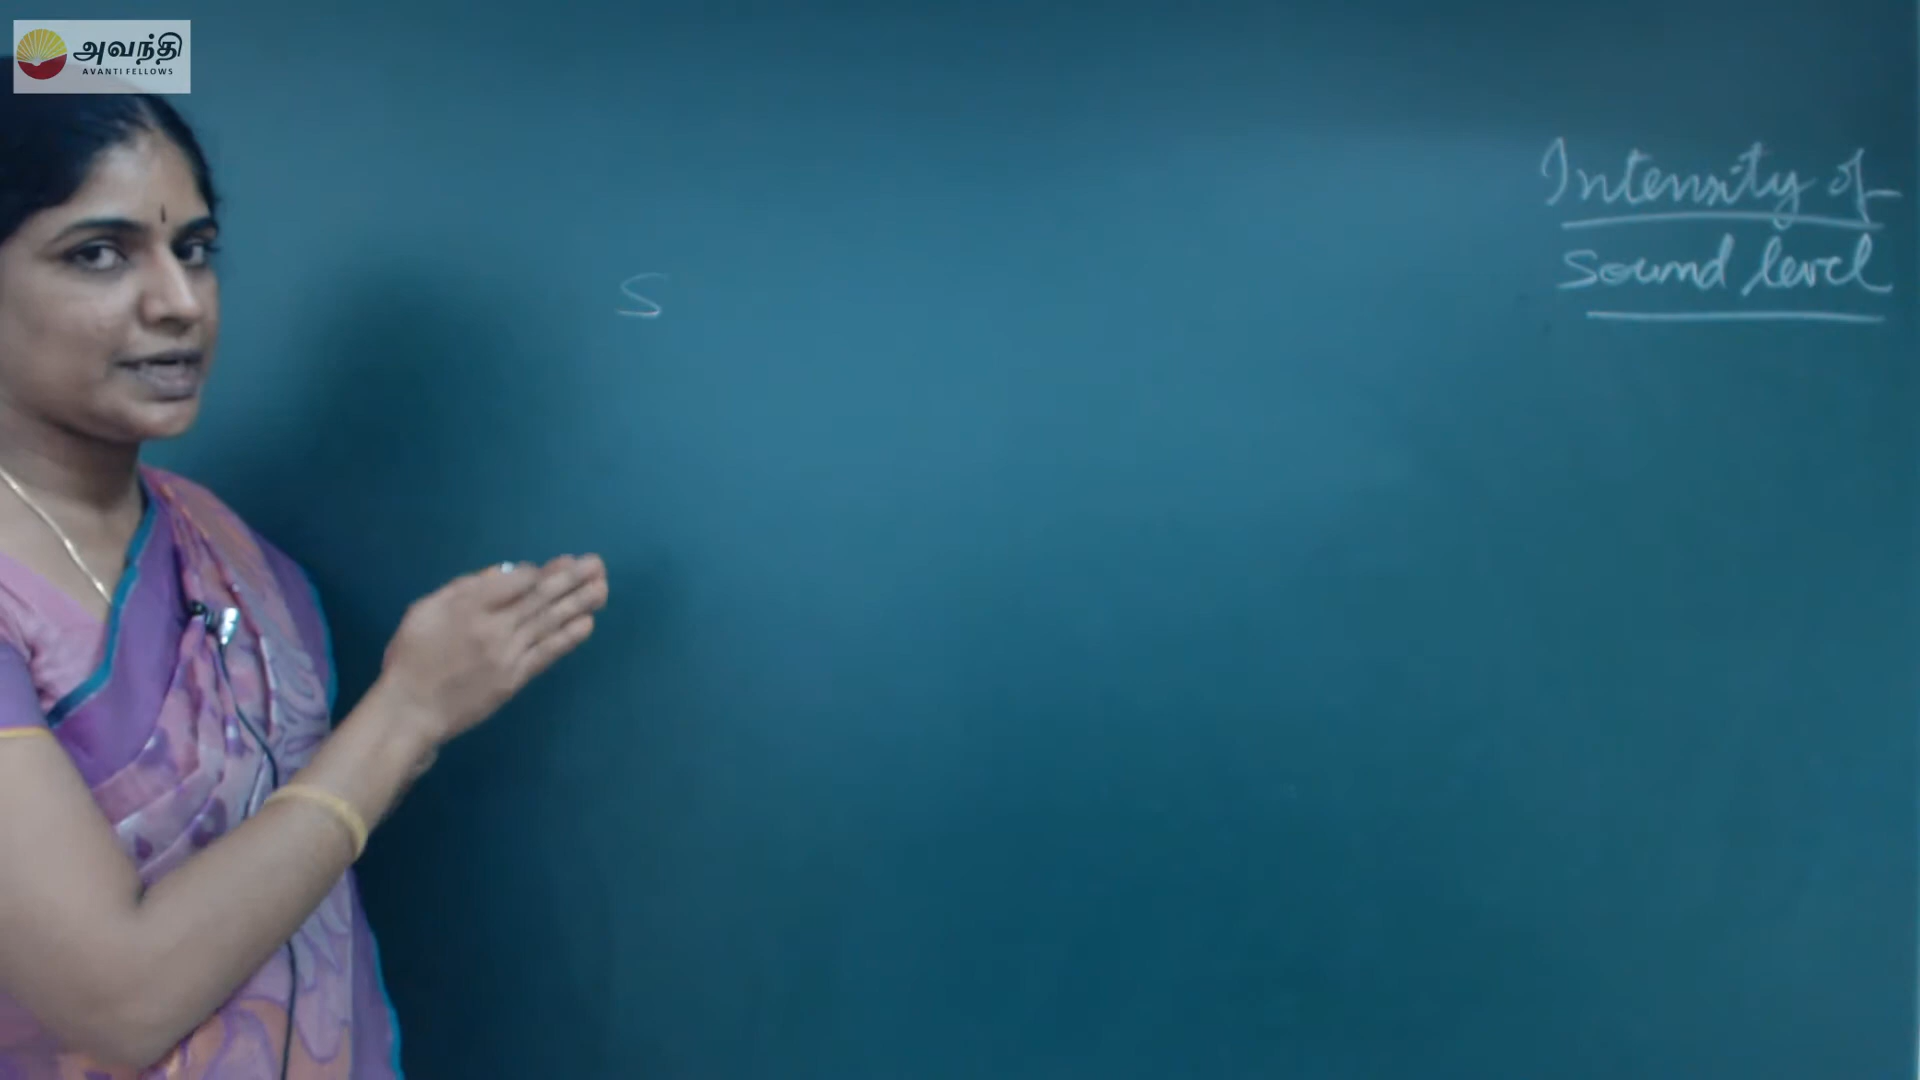 அவந்தி
AVANTI FELLOWS
Intensity of
Sound level
S